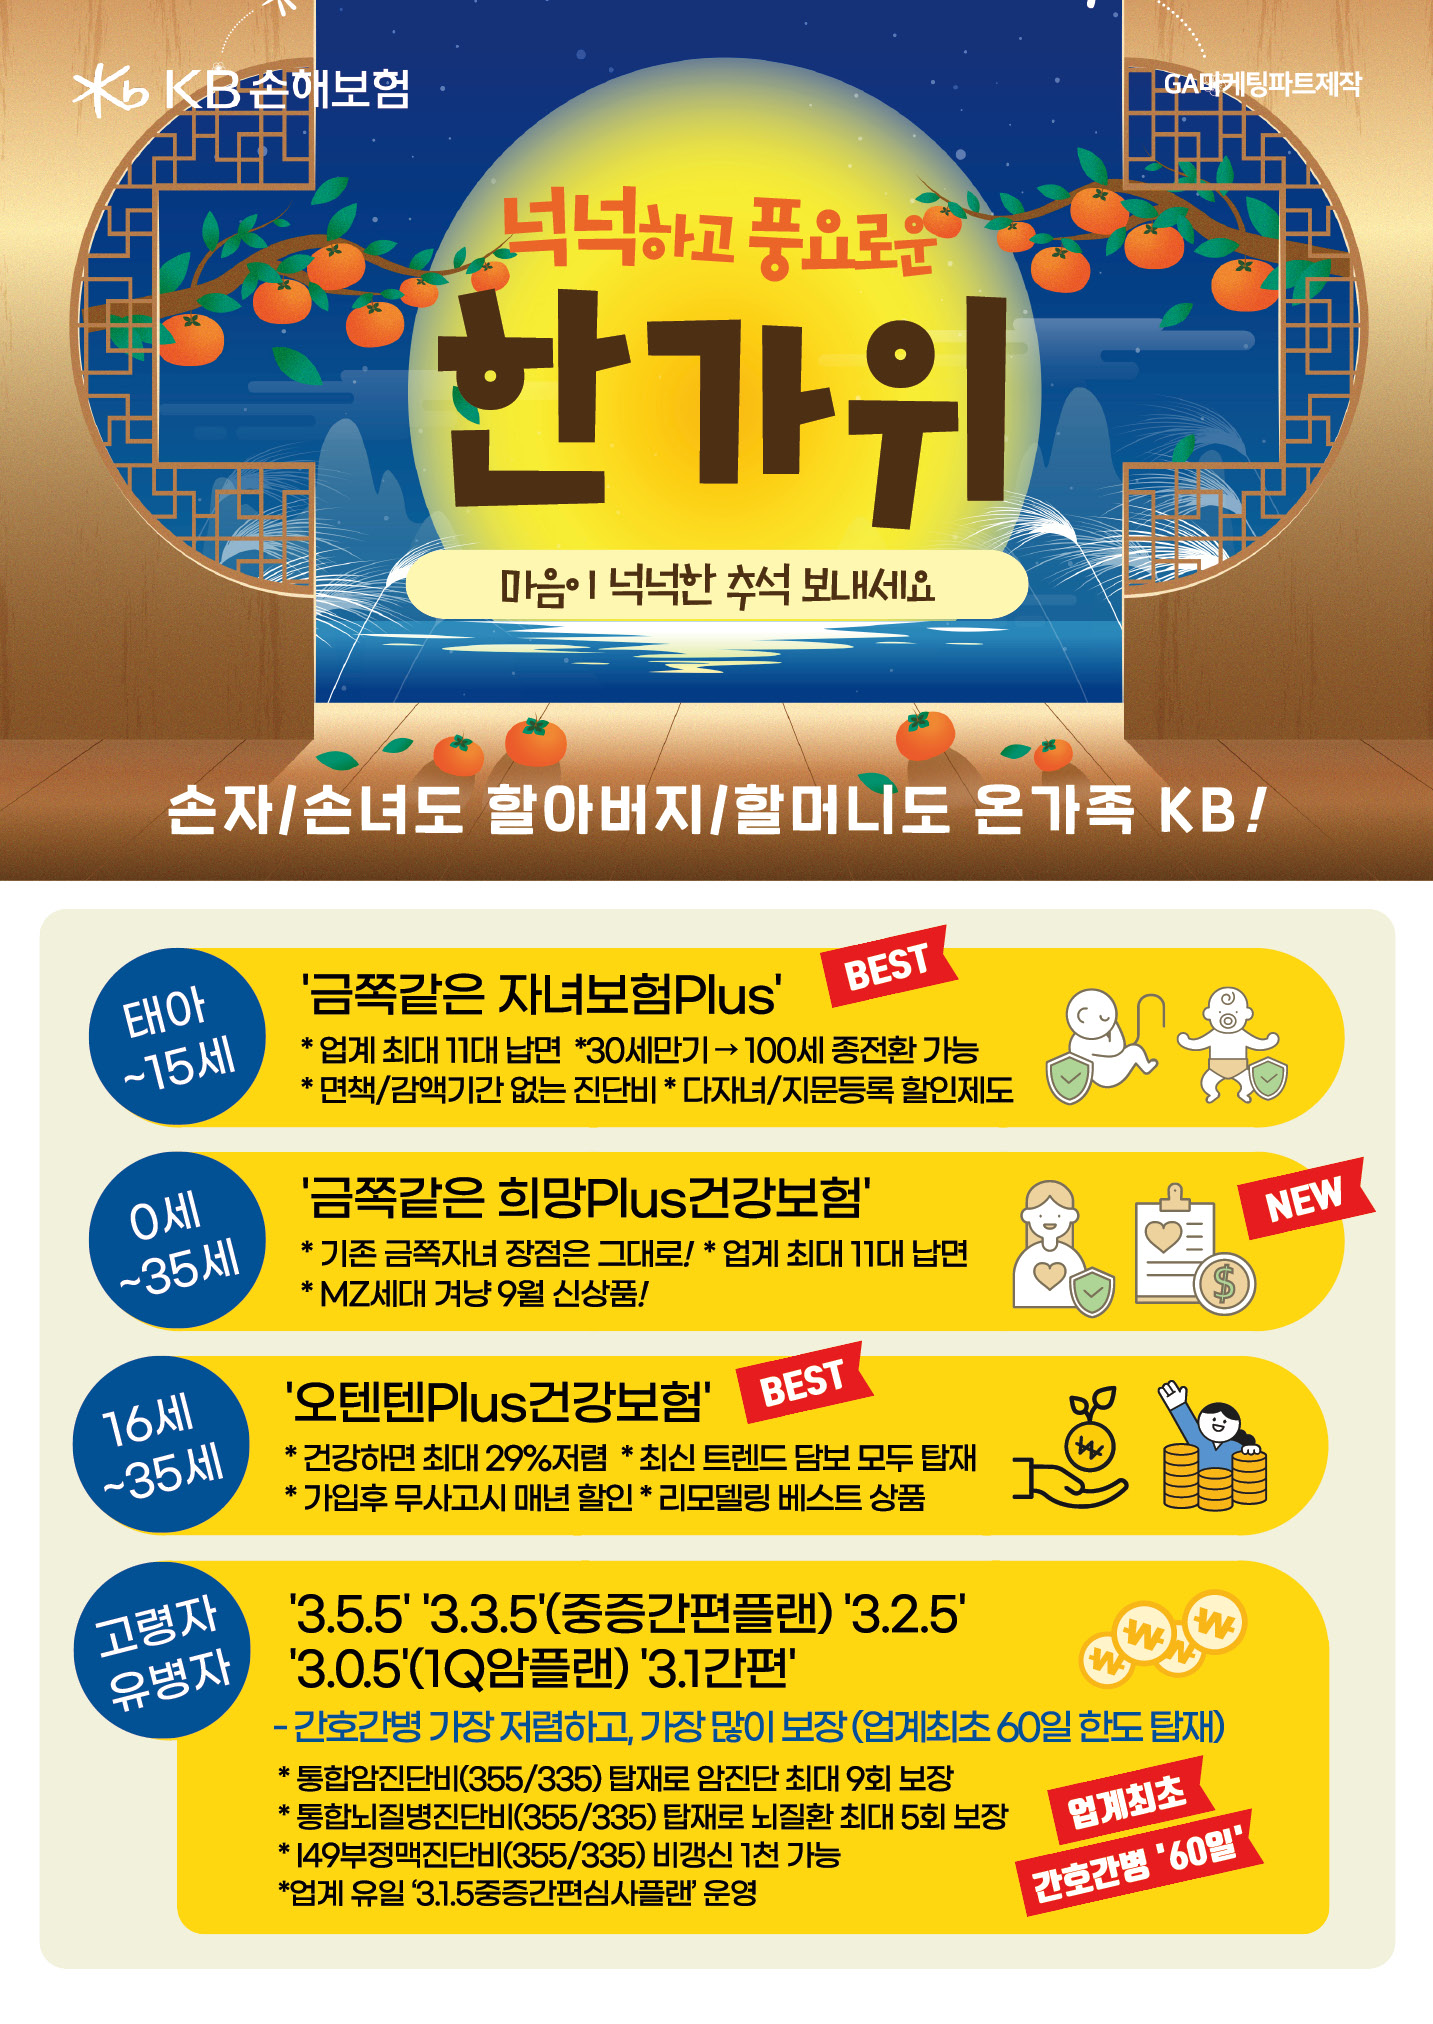 KB 손해보험
GA마케팅파트제작
넉넉하고 풍요로운
한가위
마음이 넉넉한 추석 보내세요
손자/손녀도 할아버지/할머니도 온가족 KB!
태아
~15세
'금쪽같은 자녀보험Plus'
BEST
* 업계 최대 11대 납면 *30세만기→100세 종전환 가능
* 면책/감액기간 없는 진단비 * 다자녀/지문등록 할인제도
0세
~35세
'금쪽같은 희망Plus건강보험'
NEW
* 기존 금쪽자녀 장점은 그대로! * 업계 최대 11대 납면
* MZ세대 겨냥 9월 신상품!
16세
~35세
'오텐텐Plus건강보험'
BEST
* 건강하면 최대 29%저렴 * 최신 트렌드 담보 모두 탑재
* 가입후 무사고시 매년 할인 * 리모델링 베스트 상품
고령자
유병자
'3.5.5' '3.3.5'(중증간편플랜) '3.2.5'
'3.0.5'(1Q암플랜) '3.1간편'
- 간호간병 가장 저렴하고, 가장 많이 보장 (업계최초 60일 한도 탑재)
* 통합암진단비(355/335) 탑재로 암진단 최대 9회 보장
* 통합뇌질병진단비(355/335) 탑재로 뇌질환 최대 5회 보장
* I49부정맥진단비(355/335) 비갱신 1천 가능
*업계 유일 '3.1.5중증간편심사플랜' 운영
업계최초
간호간병 '60일'